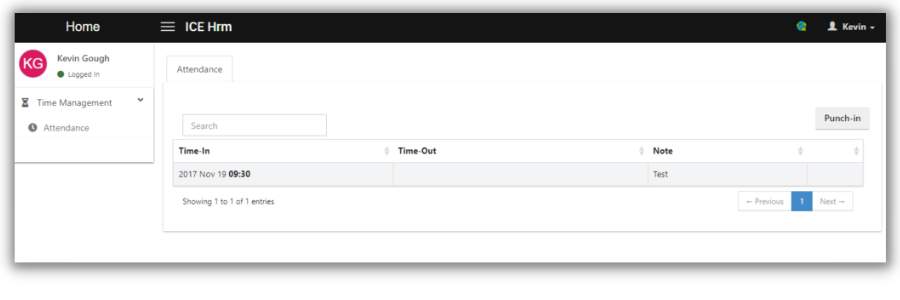 Home ICE Hrm Kevin
KG Kevin Gough
Logged In
Time Management
Attendance
Attendance
Search
Punch-in
Time-In Time-Out Note
2017 Nov 19 09:30 Test
Showing 1 to 1 of 1 entries
← Previous 1 Next →